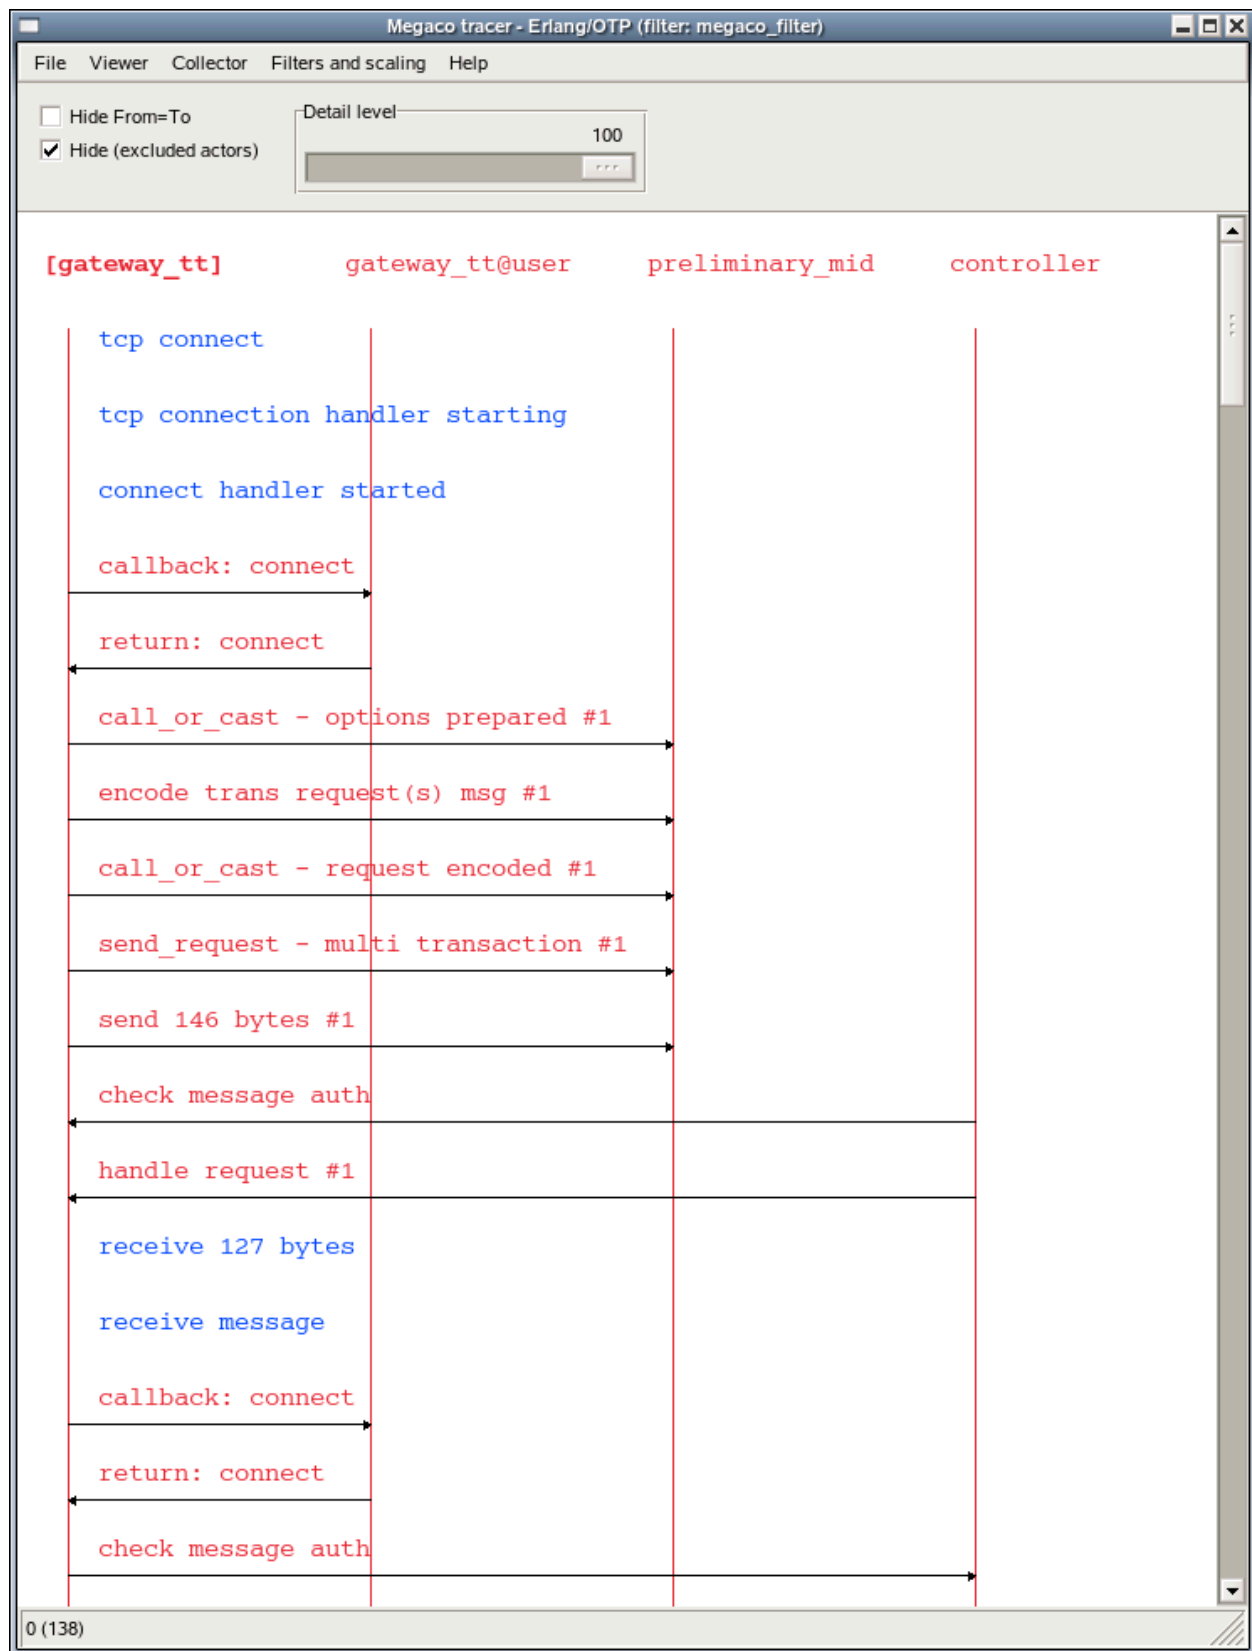 Megaco tracer - Erlang/OTP (filter: megaco_filter)
File Viewer Collector Filters and scaling Help
Hide From=To
Hide (excluded actors)
Detail level
100
[gateway_tt] gateway_tt@user preliminary_mid controller
tcp connect
tcp connection handler starting
connect handler started
callback: connect
return: connect
call_or_cast - options prepared #1
encode trans request(s) msg #1
call_or_cast - request encoded #1
send_request - multi transaction #1
send 146 bytes #1
check message auth
handle request #1
receive 127 bytes
receive message
callback: connect
return: connect
check message auth
0 (138)